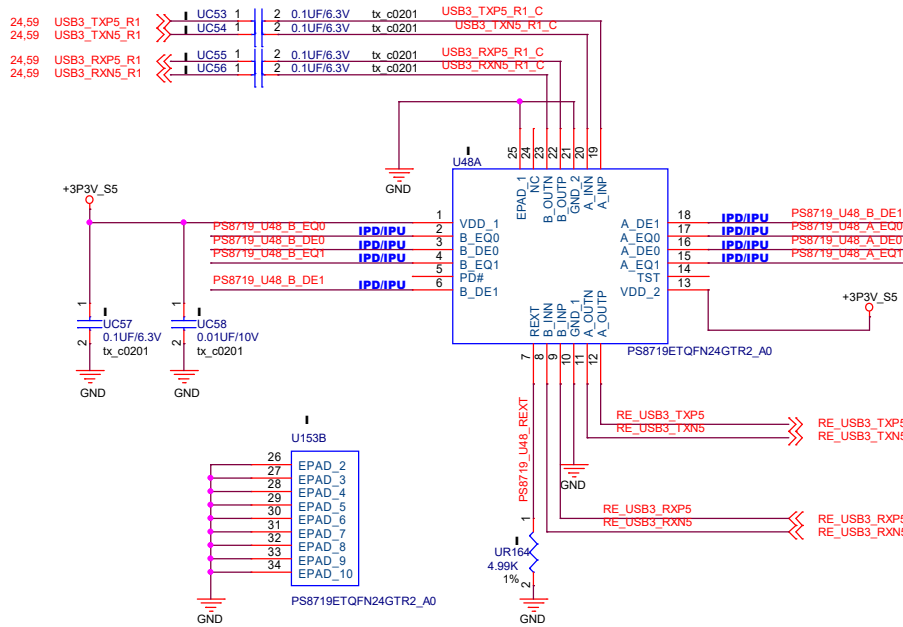 24,59 USB3_TXP5_R1 UC53 1 2 0.1UF/6.3V tx_c0201 USB3_TXP5_R1_C
24,59 USB3_TXN5_R1 UC54 1 2 0.1UF/6.3V tx_c0201 USB3_TXN5_R1_C
24,59 USB3_RXP5_R1 UC55 1 2 0.1UF/6.3V tx_c0201 USB3_RXP5_R1_C
24,59 USB3_RXN5_R1 UC56 1 2 0.1UF/6.3V tx_c0201 USB3_RXN5_R1_C
25 24 23 22 21 20 19
U48A
GND
EPAD_1 NC B_OUTN B_OUTP GND_2 A_INN A_INP
+3P3V_S5
1 VDD_1 A_DE1 18 IPD/IPU PS8719_U48_B_DE1
PS8719_U48_B_EQ0 IPD/IPU 2 B_EQ0 A_EQ0 17 IPD/IPU PS8719_U48_A_EQ0
PS8719_U48_B_DE0 IPD/IPU 3 B_DE0 A_DE0 16 IPD/IPU PS8719_U48_A_DE0
PS8719_U48_B_EQ1 IPD/IPU 4 B_EQ1 A_EQ1 15 IPD/IPU PS8719_U48_A_EQ1
5 PD# TST 14
PS8719_U48_B_DE1 IPD/IPU 6 B_DE1 VDD_2 13
+3P3V_S5
REXT B_INN B_INP GND_1 A_OUTN A_OUTP
7 8 9 10 11 12
PS8719ETQFN24GTR2_A0
1 UC57 1 UC58
0.1UF/6.3V 0.01UF/10V
2 tx_c0201 2 tx_c0201
GND GND
PS8719_U48_REXT
RE_USB3_TXP5 RE_USB3_TXP5
RE_USB3_TXN5 RE_USB3_TXN5
U153B
GND
26 EPAD_2
27 EPAD_3
28 EPAD_4
29 EPAD_5
30 EPAD_6
31 EPAD_7
32 EPAD_8
33 EPAD_9
34 EPAD_10
PS8719ETQFN24GTR2_A0
GND
RE_USB3_RXP5 RE_USB3_RXP5
RE_USB3_RXN5 RE_USB3_RXN5
1
UR164
4.99K
1%
2
GND